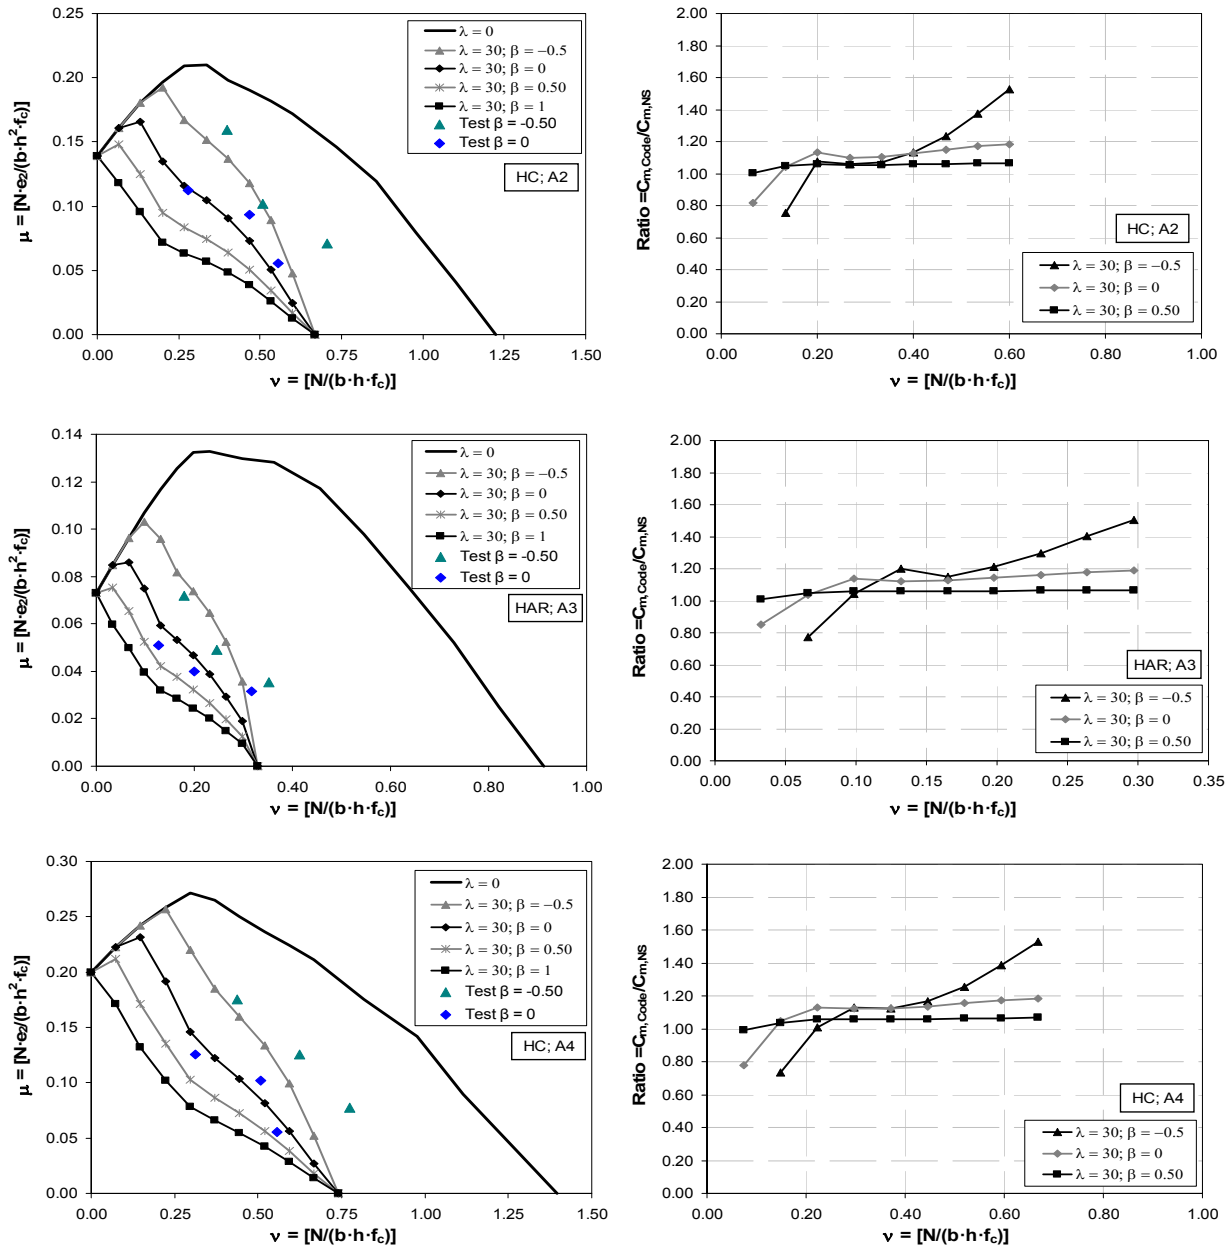 0.25
0.20
0.15
0.10
0.05
0.00
μ = [N·e₂/(b·h²·f꜀)]
0.00 0.25 0.50 0.75 1.00 1.25 1.50
ν = [N/(b·h·f꜀)]
λ = 0
λ = 30; β = −0.5
λ = 30; β = 0
λ = 30; β = 0.50
λ = 30; β = 1
Test β = -0.50
Test β = 0
HC; A2
2.00
1.80
1.60
1.40
1.20
1.00
0.80
0.60
0.40
0.20
0.00
Ratio =Cm,Code/Cm,NS
0.00 0.20 0.40 0.60 0.80 1.00
ν = [N/(b·h·f꜀)]
HC; A2
λ = 30; β = −0.5
λ = 30; β = 0
λ = 30; β = 0.50
0.14
0.12
0.10
0.08
0.06
0.04
0.02
0.00
μ = [N·e₂/(b·h²·f꜀)]
0.00 0.20 0.40 0.60 0.80 1.00
ν = [N/(b·h·f꜀)]
λ = 0
λ = 30; β = −0.5
λ = 30; β = 0
λ = 30; β = 0.50
λ = 30; β = 1
Test β = -0.50
Test β = 0
HAR; A3
2.00
1.80
1.60
1.40
1.20
1.00
0.80
0.60
0.40
0.20
0.00
Ratio =Cm,Code/Cm,NS
0.00 0.05 0.10 0.15 0.20 0.25 0.30 0.35
ν = [N/(b·h·f꜀)]
HAR; A3
λ = 30; β = −0.5
λ = 30; β = 0
λ = 30; β = 0.50
0.30
0.25
0.20
0.15
0.10
0.05
0.00
μ = [N·e₂/(b·h²·f꜀)]
0.00 0.25 0.50 0.75 1.00 1.25 1.50
ν = [N/(b·h·f꜀)]
λ = 0
λ = 30; β = −0.5
λ = 30; β = 0
λ = 30; β = 0.50
λ = 30; β = 1
Test β = -0.50
Test β = 0
HC; A4
2.00
1.80
1.60
1.40
1.20
1.00
0.80
0.60
0.40
0.20
0.00
Ratio =Cm,Code/Cm,NS
0.00 0.20 0.40 0.60 0.80 1.00
ν = [N/(b·h·f꜀)]
HC; A4
λ = 30; β = −0.5
λ = 30; β = 0
λ = 30; β = 0.50